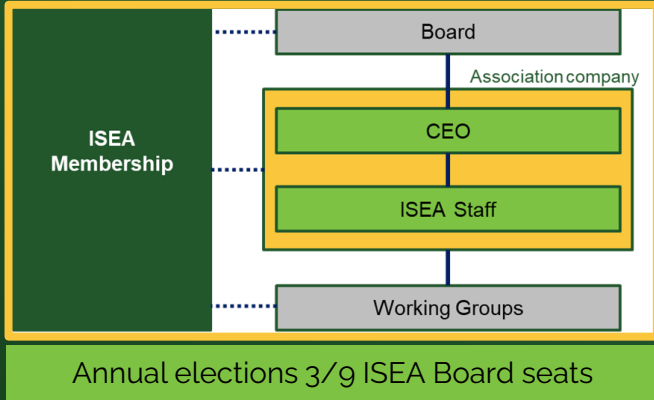 Board
Association company
CEO
ISEA
Membership
ISEA Staff
Working Groups
Annual elections 3/9 ISEA Board seats